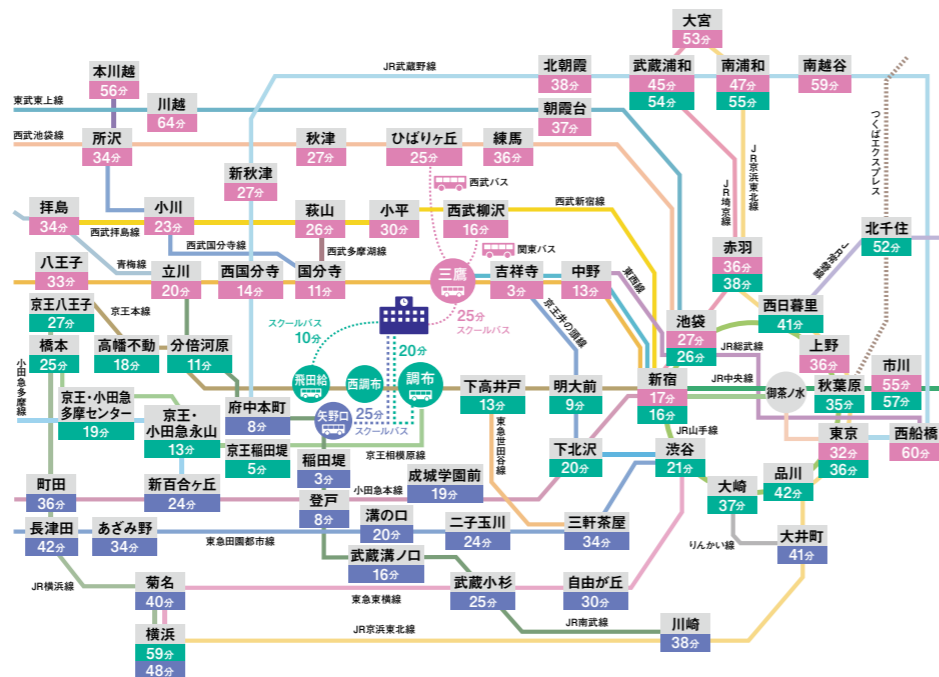 大宮
53分
本川越
56分
JR武蔵野線
北朝霞
38分
武蔵浦和
45分
54分
南浦和
47分
55分
南越谷
59分
東武東上線
川越
64分
朝霞台
37分
つくばエクスプレス
西武池袋線
所沢
34分
秋津
27分
ひばりヶ丘
25分
練馬
36分
新秋津
27分
西武バス
JR埼京線
JR京浜東北線
拝島
34分
小川
23分
萩山
26分
小平
30分
西武柳沢
16分
西武新宿線
西武拝島線
西武国分寺線
西武多摩湖線
関東バス
北千住
52分
赤羽
36分
38分
青梅線
八王子
33分
立川
20分
西国分寺
14分
国分寺
11分
三鷹
吉祥寺
3分
中野
13分
東西線
京王八王子
27分
京王本線
スクールバス
10分
25分
スクールバス
京王井の頭線
池袋
27分
26分
西日暮里
41分
橋本
25分
高幡不動
18分
分倍河原
11分
20分
JR総武線
上野
36分
小田急多摩線
飛田給
西調布
調布
下高井戸
13分
明大前
9分
新宿
17分
16分
JR中央線
御茶ノ水
秋葉原
35分
市川
55分
57分
京王・小田急
多摩センター
19分
京王・
小田急永山
13分
府中本町
8分
矢野口
25分
スクールバス
京王稲田堤
5分
京王相模原線
東急世田谷線
JR山手線
東京
32分
36分
西船橋
60分
稲田堤
3分
下北沢
20分
渋谷
21分
町田
36分
新百合ヶ丘
24分
小田急本線
成城学園前
19分
登戸
8分
大崎
37分
品川
42分
長津田
42分
あざみ野
34分
東急田園都市線
溝の口
20分
二子玉川
24分
三軒茶屋
34分
りんかい線
大井町
41分
武蔵溝ノ口
16分
JR横浜線
菊名
40分
東急東横線
武蔵小杉
25分
自由が丘
30分
横浜
59分
48分
JR京浜東北線
JR南武線
川崎
38分